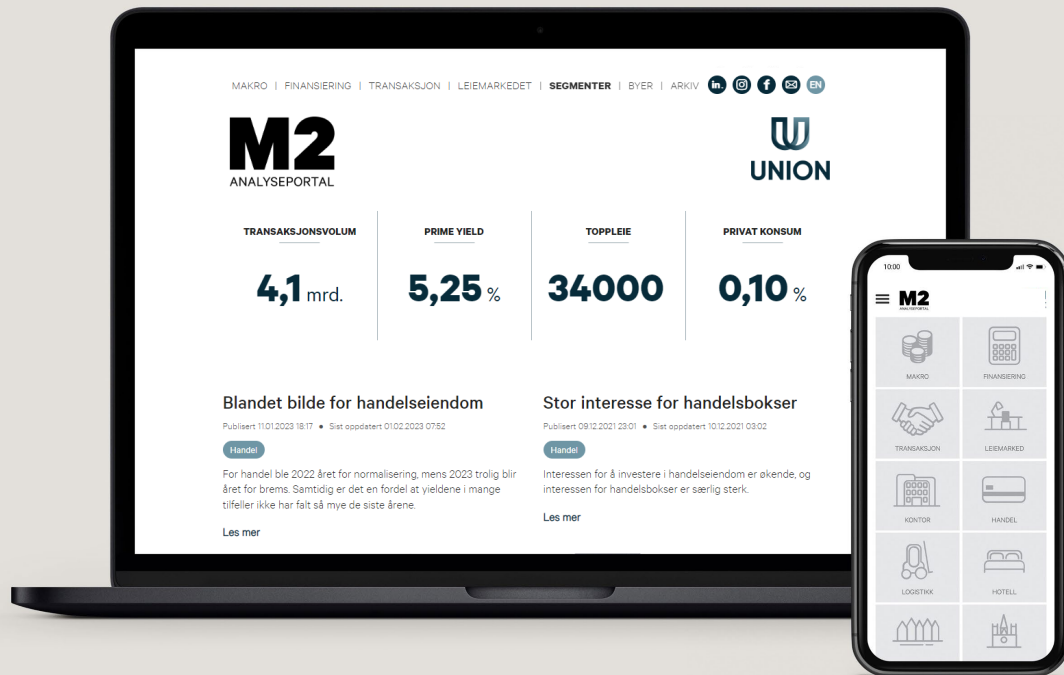 MAKRO | FINANSIERING | TRANSAKSJON | LEIEMARKEDET | SEGMENTER | BYER | ARKIV in. f EN
M2
ANALYSEPORTAL
UNION
TRANSAKSJONSVOLUM
4,1 mrd.
PRIME YIELD
5,25 %
TOPPLEIE
34000
PRIVAT KONSUM
0,10 %
Blandet bilde for handelseiendom
Publisert 11.01.2023 18:17 • Sist oppdatert 01.02.2023 07:52
Handel
For handel ble 2022 året for normalisering, mens 2023 trolig blir
året for brems. Samtidig er det en fordel at yieldene i mange
tilfeller ikke har falt så mye de siste årene.
Les mer
Stor interesse for handelsbokser
Publisert 09.12.2021 23:01 • Sist oppdatert 10.12.2021 03:02
Handel
Interessen for å investere i handelseiendom er økende, og
interessen for handelsbokser er særlig sterk.
Les mer
10:00
M2
ANALYSEPORTAL
MAKRO
FINANSIERING
TRANSAKSJON
LEIEMARKED
KONTOR
HANDEL
LOGISTIKK
HOTELL